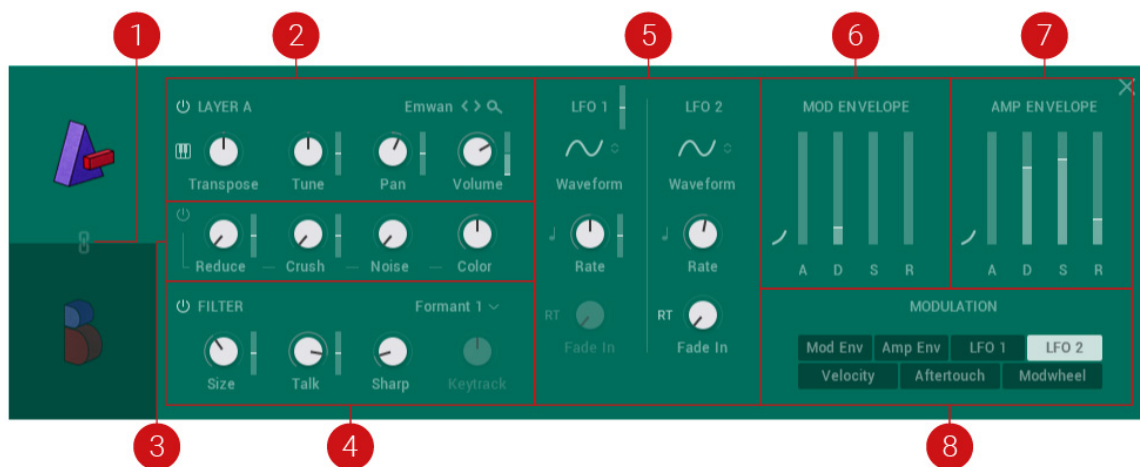 1
2
5
6
7
LAYER A
Emwan
Transpose
Tune
Pan
Volume
Reduce
Crush
Noise
Color
FILTER
Formant 1
Size
Talk
Sharp
Keytrack
LFO 1
Waveform
Rate
RT
Fade In
LFO 2
Waveform
Rate
RT
Fade In
MOD ENVELOPE
A D S R
AMP ENVELOPE
A D S R
MODULATION
Mod Env
Amp Env
LFO 1
LFO 2
Velocity
Aftertouch
Modwheel
3
4
8